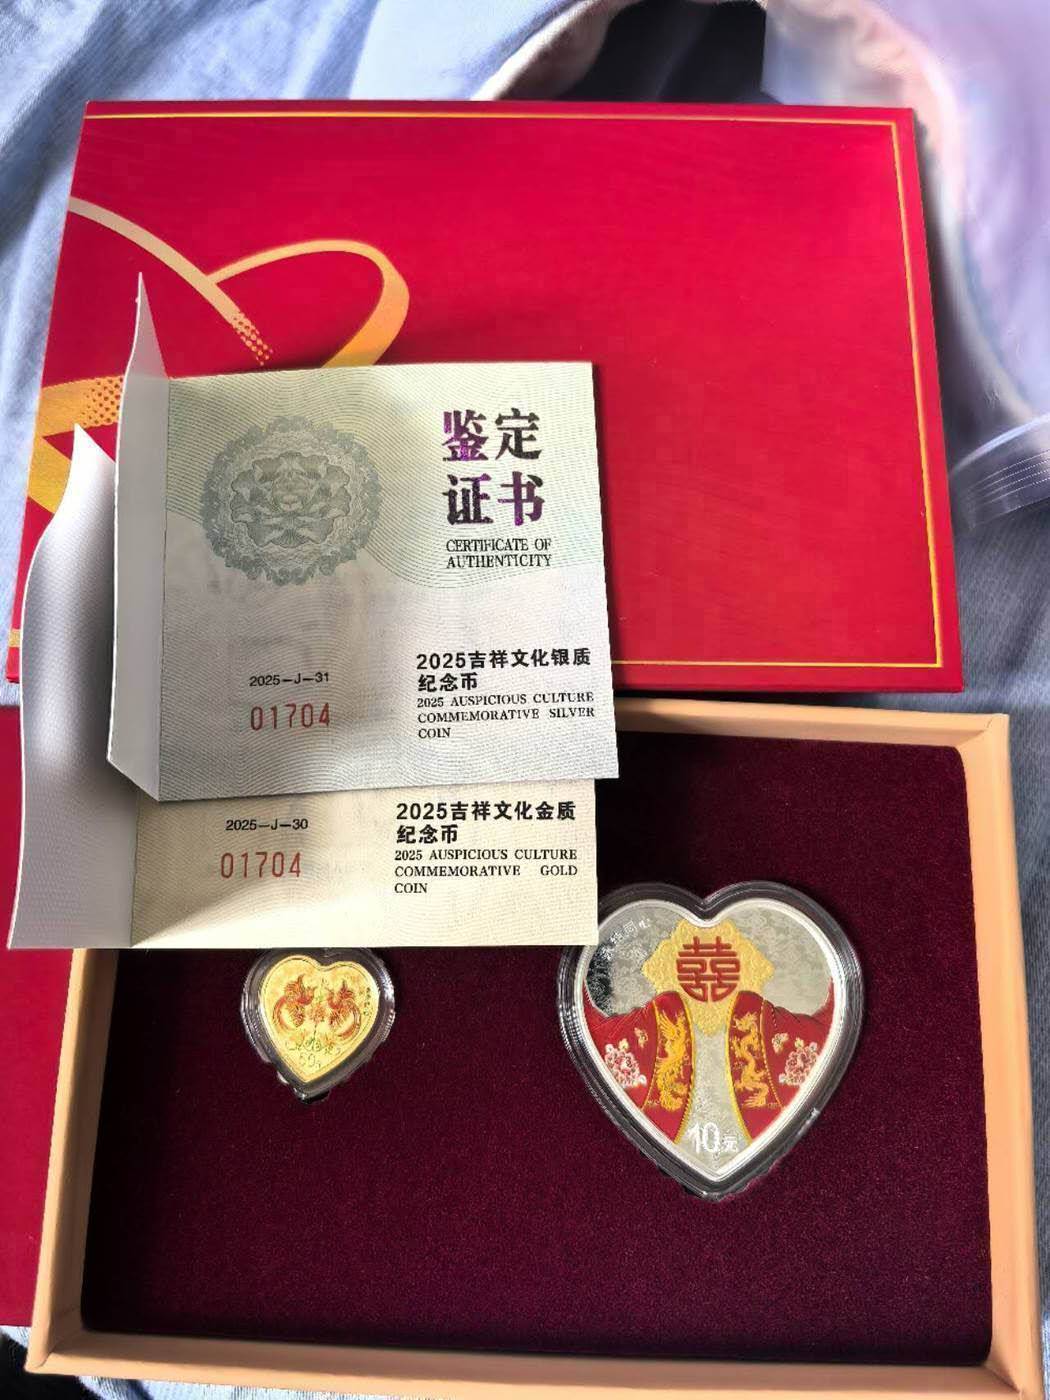 鉴定
证书
CERTIFICATE OF
AUTHENTICITY
2025吉祥文化银质
纪念币
2025 AUSPICIOUS CULTURE
COMMEMORATIVE SILVER
COIN
2025-J-31
01704
2025吉祥文化金质
纪念币
2025 AUSPICIOUS CULTURE
COMMEMORATIVE GOLD
COIN
2025-J-30
01704
囍
10元